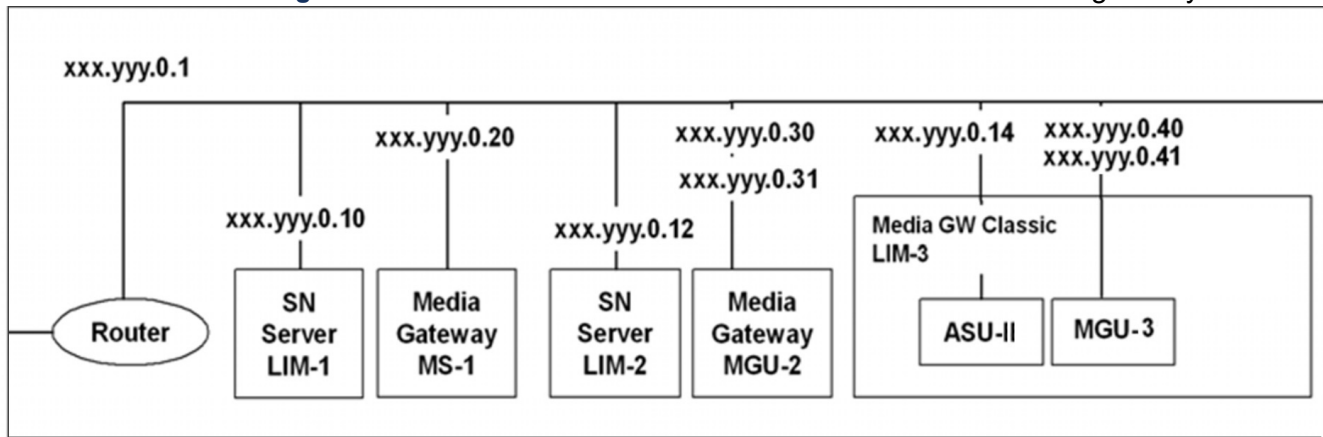 xxx.yyy.0.1
xxx.yyy.0.20
xxx.yyy.0.30
xxx.yyy.0.14
xxx.yyy.0.40
xxx.yyy.0.41
xxx.yyy.0.31
xxx.yyy.0.10
xxx.yyy.0.12
Media GW Classic
LIM-3
Router
SN
Server
LIM-1
Media
Gateway
MS-1
SN
Server
LIM-2
Media
Gateway
MGU-2
ASU-II
MGU-3